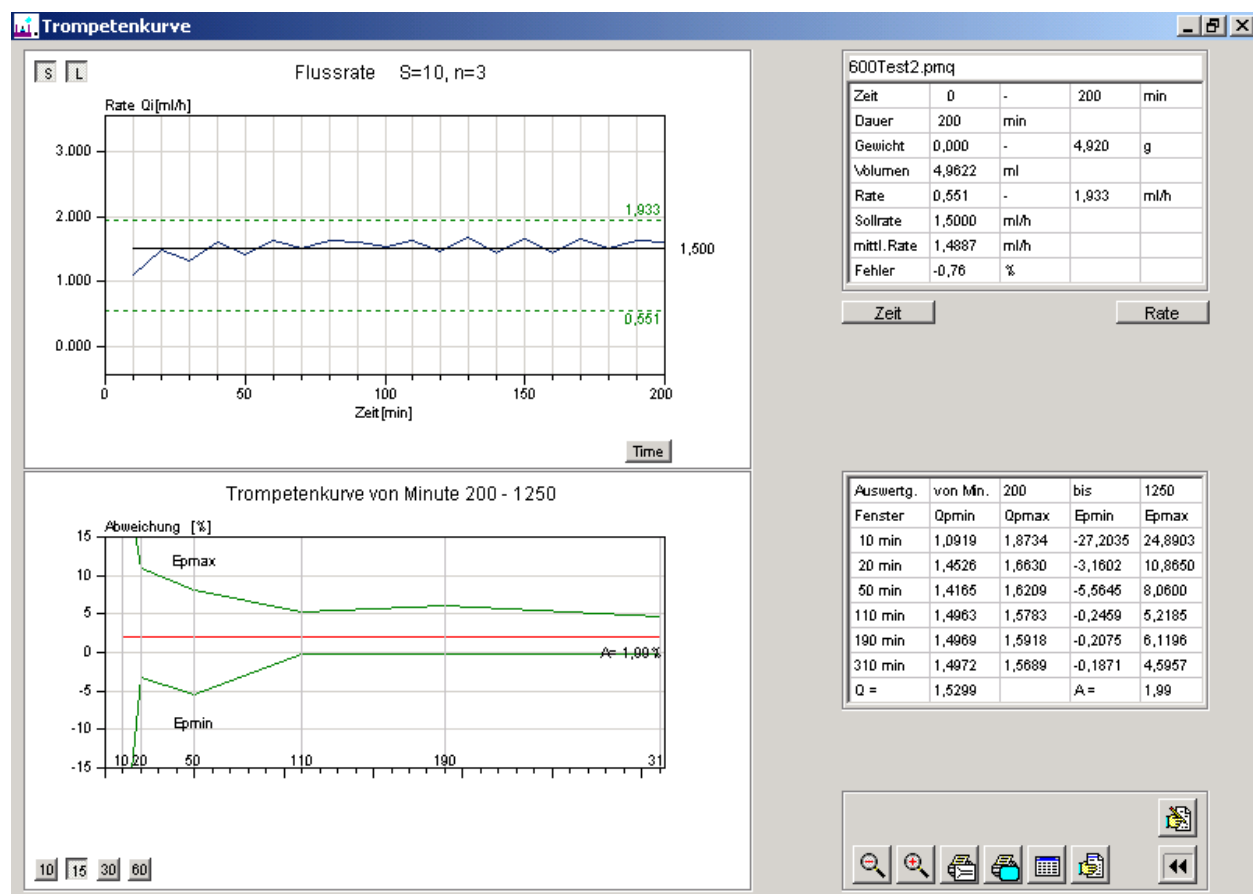 Trompetenkurve
S L
Flussrate S=10, n=3
Rate Qi[ml/h]
3.000
2.000
1.000
0.000
1,933
1,500
0,551
0 50 100 150 200
Zeit[min]
Time
600Test2.pmq
Zeit 0 - 200 min
Dauer 200 min
Gewicht 0,000 - 4,920 g
Volumen 4,9622 ml
Rate 0,551 - 1,933 ml/h
Sollrate 1,5000 ml/h
mittl.Rate 1,4887 ml/h
Fehler -0,76 %
Zeit Rate
Trompetenkurve von Minute 200 - 1250
Abweichung [%]
15
10
5
0
-5
-10
-15
Epmax
A= 1,99%
Epmin
10 20 50 110 190 31
10 15 30 60
Auswertg. von Min. 200 bis 1250
Fenster Qpmin Qpmax Epmin Epmax
10 min 1,0919 1,8734 -27,2035 24,8903
20 min 1,4526 1,6630 -3,1602 10,8650
50 min 1,4165 1,6209 -5,5645 8,0600
110 min 1,4963 1,5783 -0,2459 5,2185
190 min 1,4969 1,5918 -0,2075 6,1196
310 min 1,4972 1,5689 -0,1871 4,5957
Q = 1,5299 A = 1,99